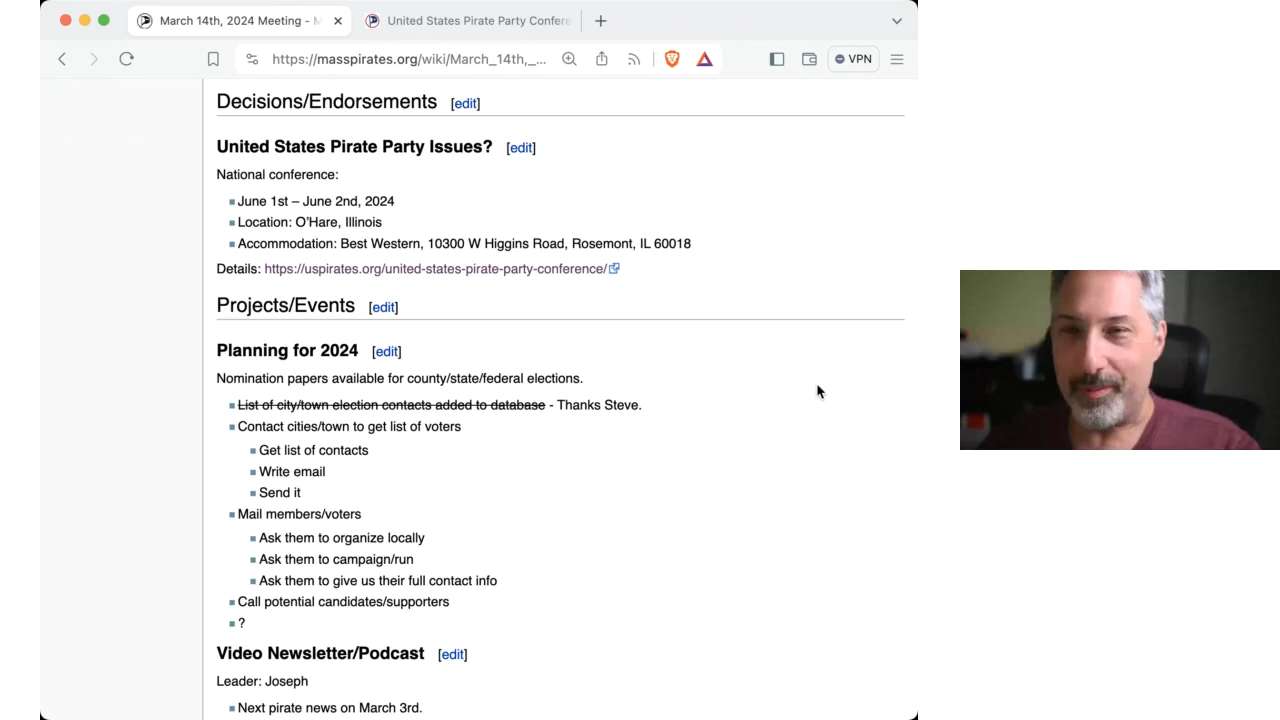 March 14th, 2024 Meeting - M
United States Pirate Party Confere
https://masspirates.org/wiki/March_14th,_...
VPN
Decisions/Endorsements [edit]
United States Pirate Party Issues? [edit]
National conference:
June 1st – June 2nd, 2024
Location: O'Hare, Illinois
Accommodation: Best Western, 10300 W Higgins Road, Rosemont, IL 60018
Details: https://uspirates.org/united-states-pirate-party-conference/
Projects/Events [edit]
Planning for 2024 [edit]
Nomination papers available for county/state/federal elections.
List of city/town election contacts added to database - Thanks Steve.
Contact cities/town to get list of voters
Get list of contacts
Write email
Send it
Mail members/voters
Ask them to organize locally
Ask them to campaign/run
Ask them to give us their full contact info
Call potential candidates/supporters
?
Video Newsletter/Podcast [edit]
Leader: Joseph
Next pirate news on March 3rd.